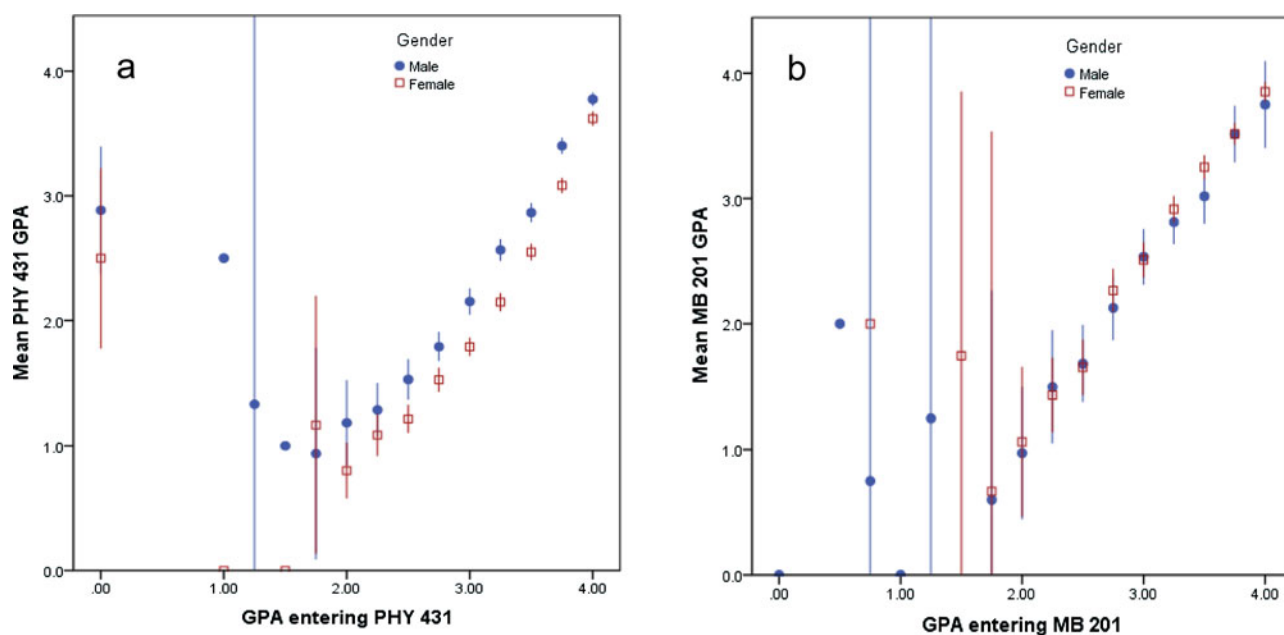 a
Gender
Male
Female
Mean PHY 431 GPA
4.0
3.0
2.0
1.0
0.0
.00
1.00
2.00
3.00
4.00
GPA entering PHY 431
b
Gender
Male
Female
Mean MB 201 GPA
4.0
3.0
2.0
1.0
0.0
.00
1.00
2.00
3.00
4.00
GPA entering MB 201